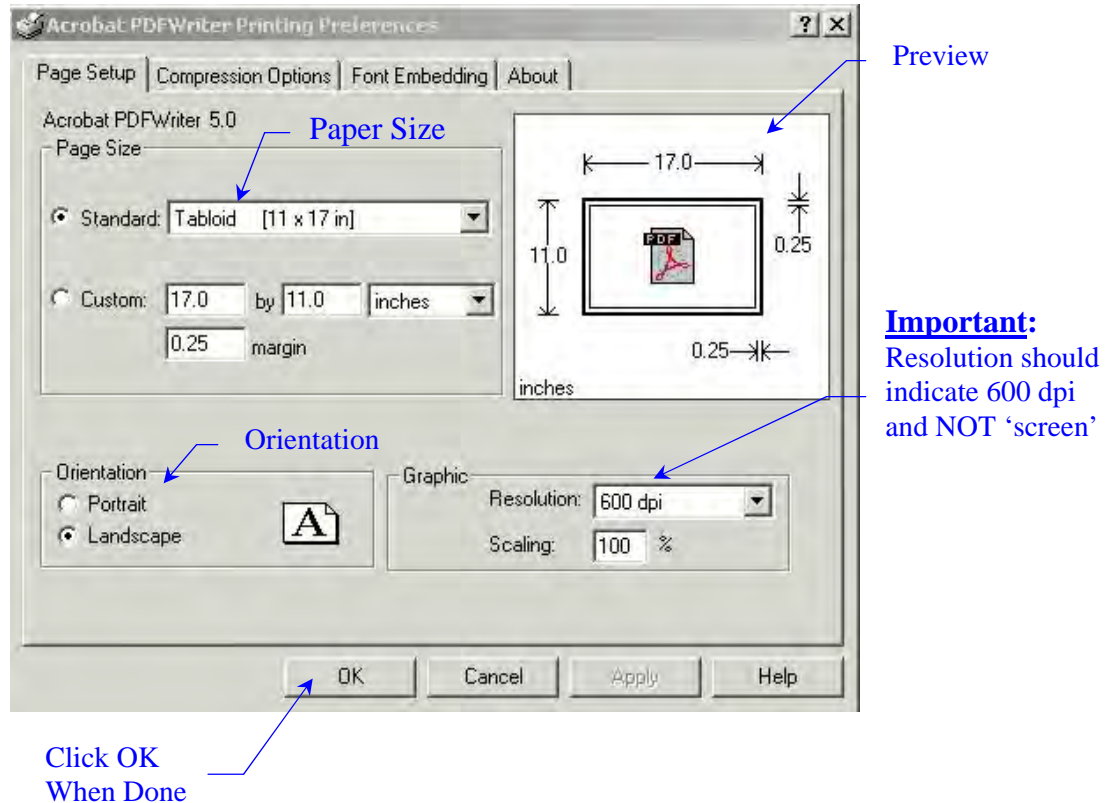 Acrobat PDFWriter Printing Preferences
Preview
Page Setup Compression Options Font Embedding About
Acrobat PDFWriter 5.0
Paper Size
Page Size
Standard: Tabloid [11 x 17 in]
Custom: 17.0 by 11.0 inches
0.25 margin
17.0
11.0
PDF
0.25
0.25
inches
Important:
Resolution should
indicate 600 dpi
and NOT ‘screen’
Orientation
Orientation
Portrait
Landscape
A
Graphic
Resolution: 600 dpi
Scaling: 100 %
OK Cancel Apply Help
Click OK
When Done